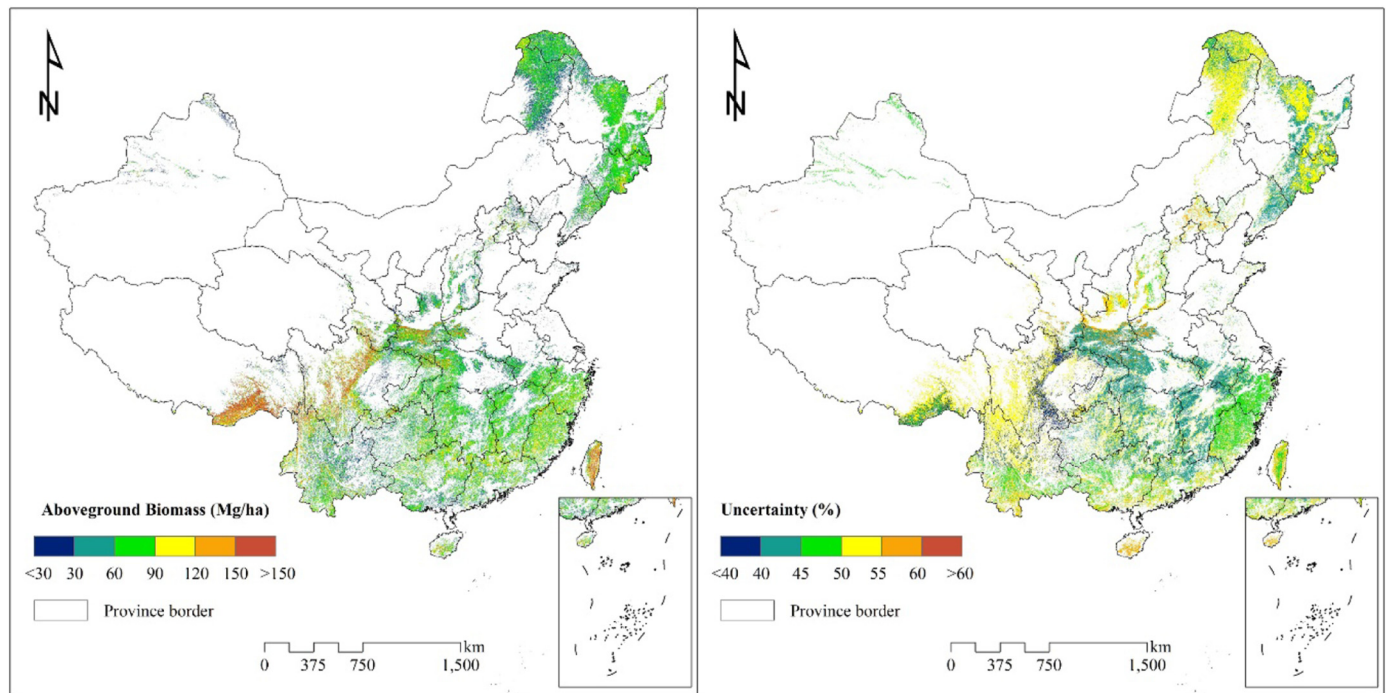 N
Aboveground Biomass (Mg/ha)
<30 30 60 90 120 150 >150
Province border
km
0 375 750 1,500
N
Uncertainty (%)
<40 40 45 50 55 60 >60
Province border
km
0 375 750 1,500